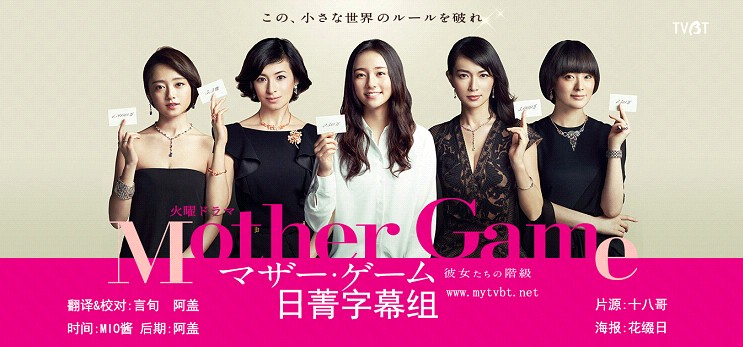 この、小さな世界のルールを破れ
TVBT
火曜ドラマ
Mother Game
マザー・ゲーム
彼女たちの階級
www.mytvbt.net
日菁字幕组
翻译&校对:言旬 阿盖
时间:MIO酱 后期:阿盖
片源:十八哥
海报:花缀日